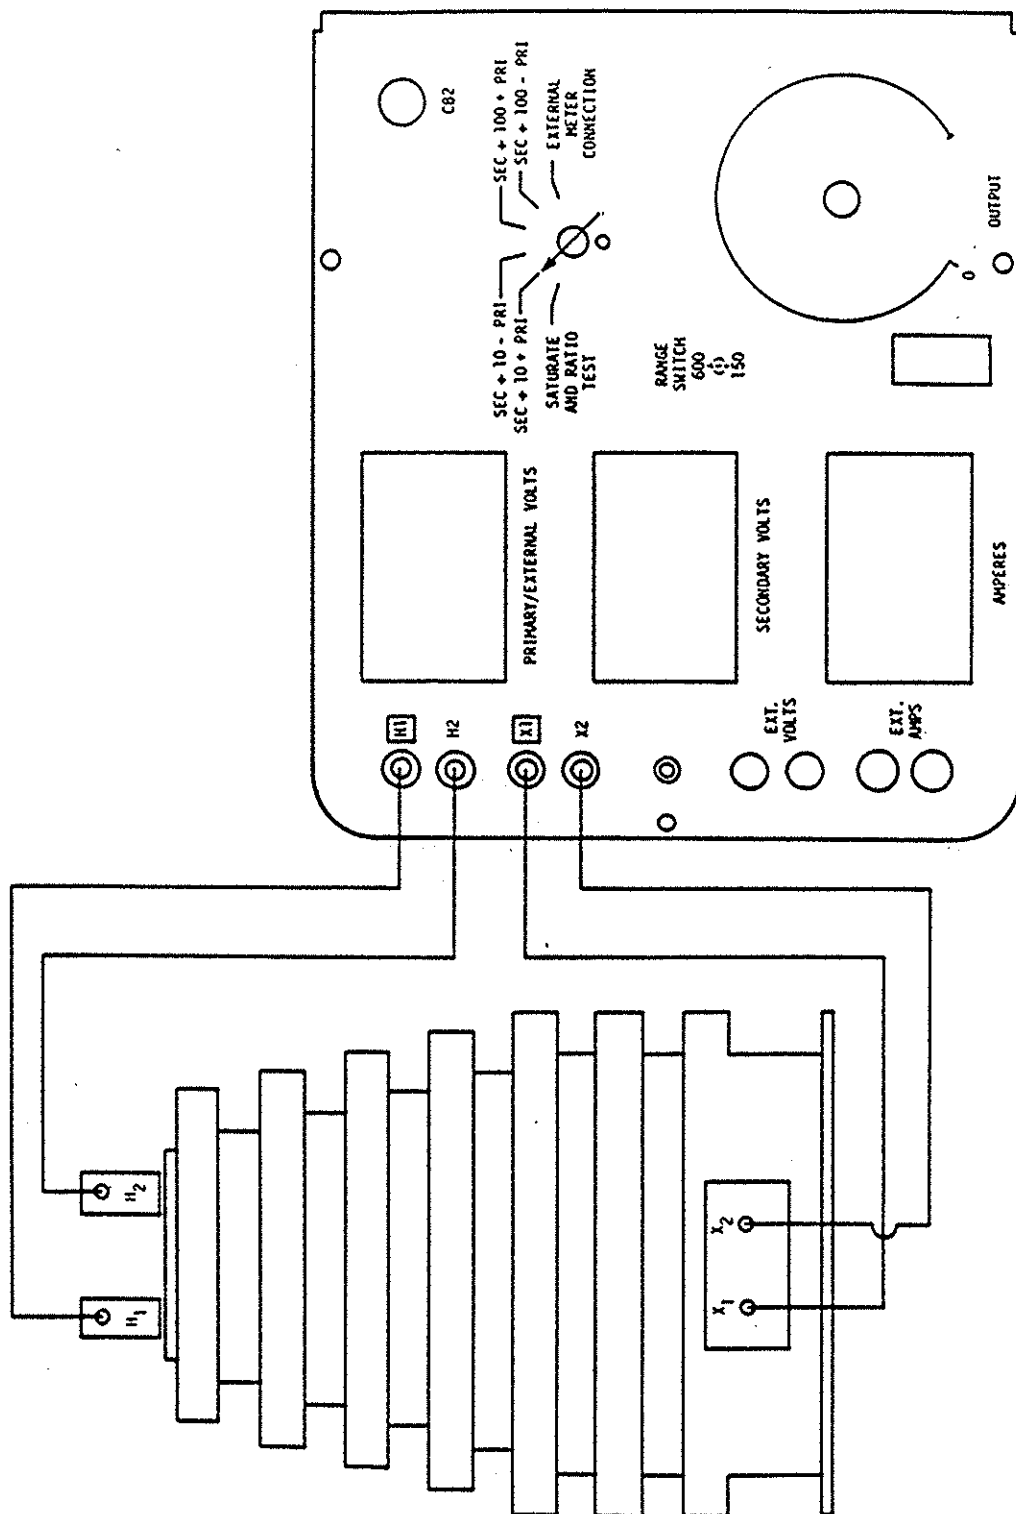 CB2
SEC + 10 - PRI
SEC + 10 + PRI
SEC + 100 + PRI
SEC + 100 - PRI
SATURATE
AND RATIO
TEST
EXTERNAL
METER
CONNECTION
RANGE
SWITCH
600
150
0
OUTPUT
PRIMARY/EXTERNAL VOLTS
SECONDARY VOLTS
AMPERES
H1
H2
X1
X2
EXT.
VOLTS
EXT.
AMPS
H1
H2
X1
X2